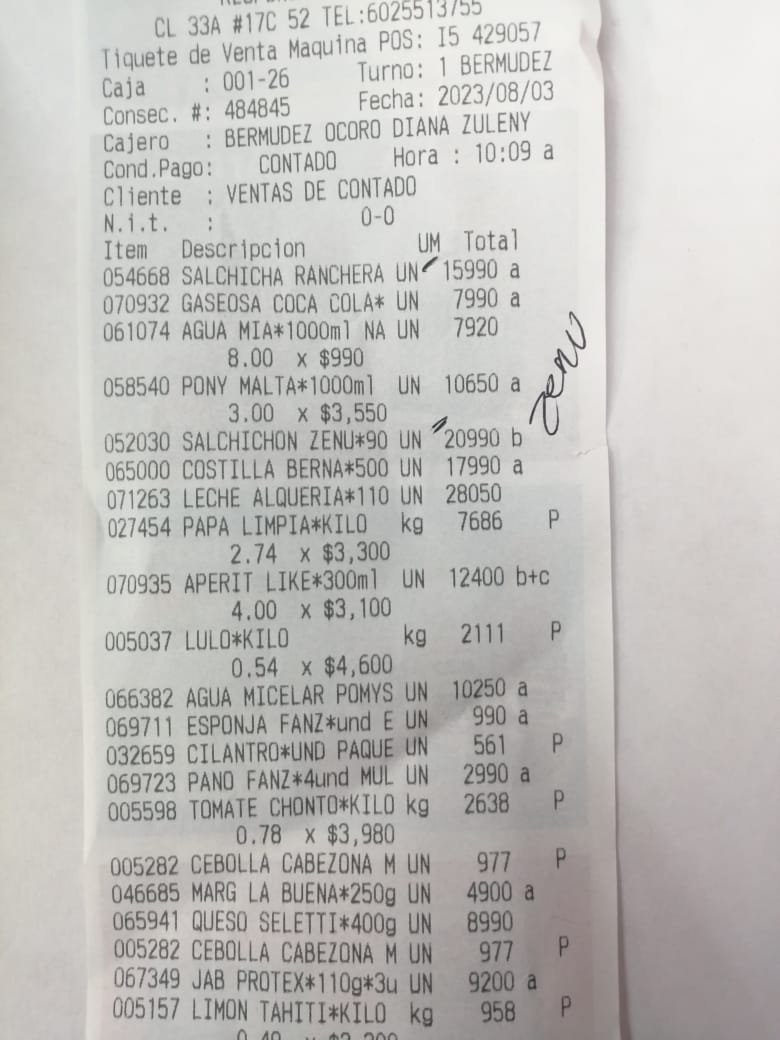 CL 33A #17C 52 TEL:6025513755
Tiquete de Venta Maquina POS: I5 429057
Caja : 001-26 Turno: 1 BERMUDEZ
Consec. #: 484845 Fecha: 2023/08/03
Cajero : BERMUDEZ OCORO DIANA ZULENY
Cond.Pago: CONTADO Hora : 10:09 a
Cliente : VENTAS DE CONTADO
N.i.t. : 0-0
Item Descripcion UM Total
054668 SALCHICHA RANCHERA UN 15990 a
070932 GASEOSA COCA COLA* UN 7990 a
061074 AGUA MIA*1000ml NA UN 7920
8.00 x $990
058540 PONY MALTA*1000ml UN 10650 a
3.00 x $3,550
zenu
052030 SALCHICHON ZENU*90 UN 20990 b
065000 COSTILLA BERNA*500 UN 17990 a
071263 LECHE ALQUERIA*110 UN 28050
027454 PAPA LIMPIA*KILO kg 7686 P
2.74 x $3,300
070935 APERIT LIKE*300ml UN 12400 b+c
4.00 x $3,100
005037 LULO*KILO kg 2111 P
0.54 x $4,600
066382 AGUA MICELAR POMYS UN 10250 a
069711 ESPONJA FANZ*und E UN 990 a
032659 CILANTRO*UND PAQUE UN 561 P
069723 PANO FANZ*4und MUL UN 2990 a
005598 TOMATE CHONTO*KILO kg 2638 P
0.78 x $3,980
005282 CEBOLLA CABEZONA M UN 977 P
046685 MARG LA BUENA*250g UN 4900 a
065941 QUESO SELETTI*400g UN 8990
005282 CEBOLLA CABEZONA M UN 977 P
067349 JAB PROTEX*110g*3u UN 9200 a
005157 LIMON TAHITI*KILO kg 958 P